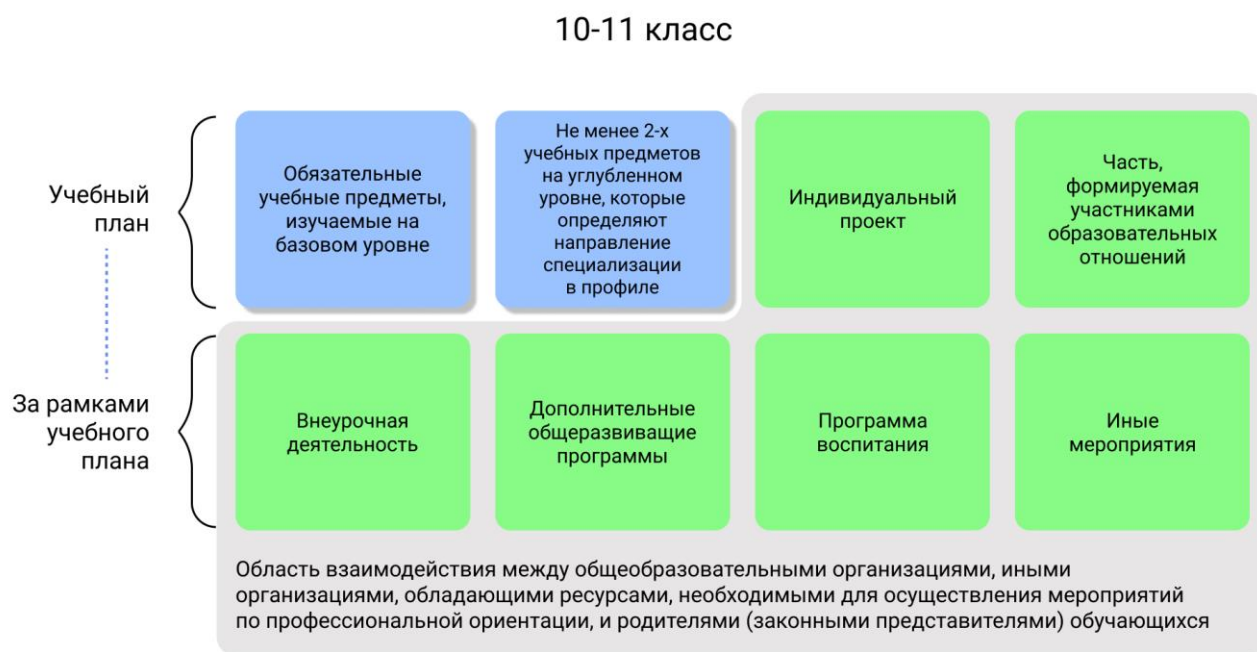 10-11 класс
Учебный
план
Обязательные
учебные предметы,
изучаемые на
базовом уровне
Не менее 2-х
учебных предметов
на углубленном
уровне, которые
определяют
направление
специализации
в профиле
Индивидуальный
проект
Часть,
формируемая
участниками
образовательных
отношений
За рамками
учебного
плана
Внеурочная
деятельность
Дополнительные
общеразвиващие
программы
Программа
воспитания
Иные
мероприятия
Область взаимодействия между общеобразовательными организациями, иными
организациями, обладающими ресурсами, необходимыми для осуществления мероприятий
по профессиональной ориентации, и родителями (законными представителями) обучающихся